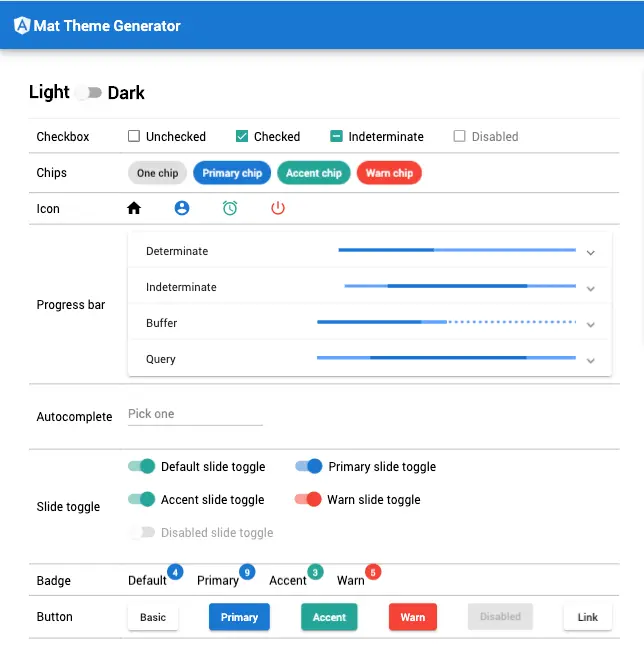 A Mat Theme Generator
Light Dark
Checkbox Unchecked Checked Indeterminate Disabled
Chips One chip Primary chip Accent chip Warn chip
Icon
Progress bar
Determinate
Indeterminate
Buffer
Query
Autocomplete Pick one
Slide toggle
Default slide toggle Primary slide toggle
Accent slide toggle Warn slide toggle
Disabled slide toggle
Badge Default 4 Primary 9 Accent 3 Warn 5
Button Basic Primary Accent Warn Disabled Link